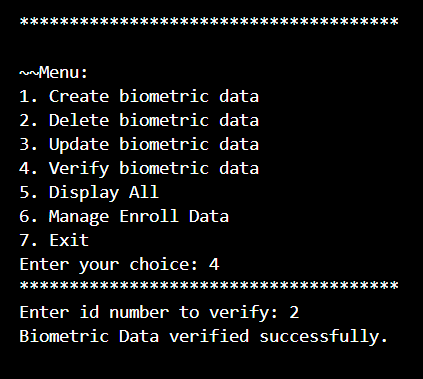 **************************************
~~Menu:
1. Create biometric data
2. Delete biometric data
3. Update biometric data
4. Verify biometric data
5. Display All
6. Manage Enroll Data
7. Exit
Enter your choice: 4
**************************************
Enter id number to verify: 2
Biometric Data verified successfully.